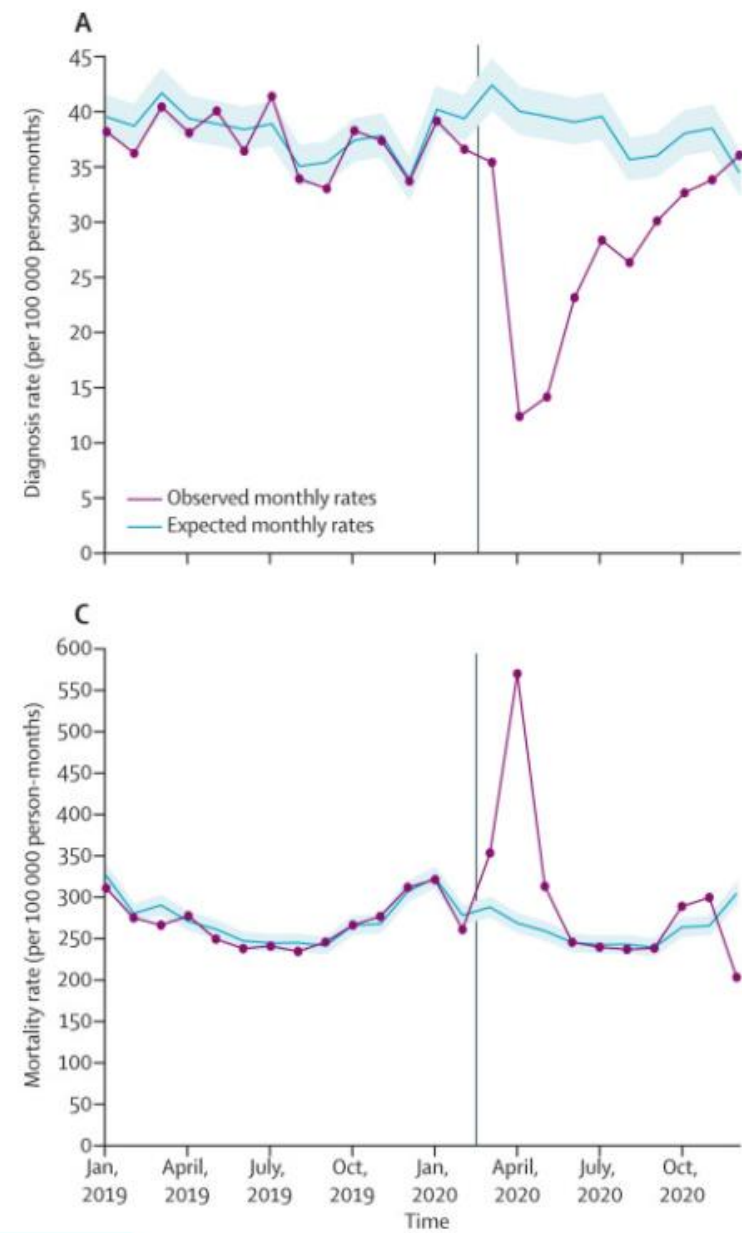 A
45
40
35
30
25
20
15
10
5
0
Diagnosis rate (per 100 000 person-months)
Observed monthly rates
Expected monthly rates
C
600
550
500
450
400
350
300
250
200
150
100
50
0
Mortality rate (per 100 000 person-months)
Jan, April, July, Oct, Jan, April, July, Oct,
2019 2019 2019 2019 2020 2020 2020 2020
Time